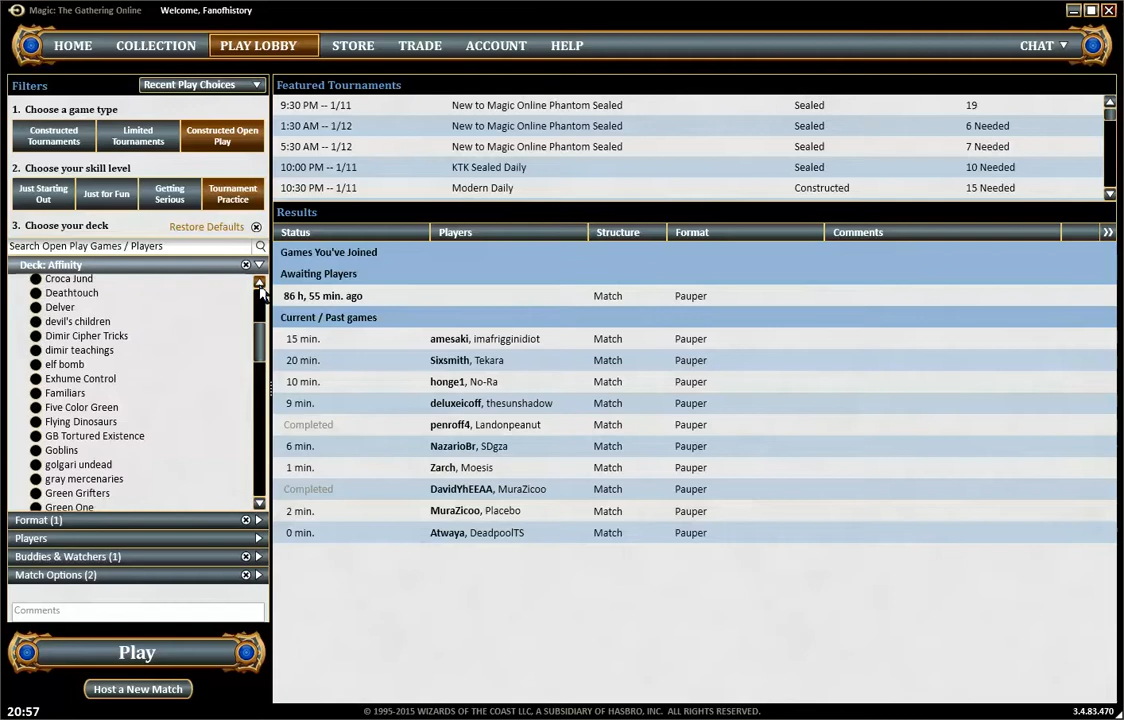 Magic: The Gathering Online Welcome, Fanofhistory
HOME COLLECTION PLAY LOBBY STORE TRADE ACCOUNT HELP CHAT
Filters Recent Play Choices
1. Choose a game type
Constructed Tournaments Limited Tournaments Constructed Open Play
2. Choose your skill level
Just Starting Out Just for Fun Getting Serious Tournament Practice
3. Choose your deck Restore Defaults
Search Open Play Games / Players
Deck: Affinity
Croca Jund
Deathtouch
Delver
devil's children
Dimir Cipher Tricks
dimir teachings
elf bomb
Exhume Control
Familiars
Five Color Green
Flying Dinosaurs
GB Tortured Existence
Goblins
golgari undead
gray mercenaries
Green Grifters
Green One
Format (1)
Players
Buddies & Watchers (1)
Match Options (2)
Comments
Play
Host a New Match
20:57
Featured Tournaments
9:30 PM -- 1/11 New to Magic Online Phantom Sealed Sealed 19
1:30 AM -- 1/12 New to Magic Online Phantom Sealed Sealed 6 Needed
5:30 AM -- 1/12 New to Magic Online Phantom Sealed Sealed 7 Needed
10:00 PM -- 1/11 KTK Sealed Daily Sealed 10 Needed
10:30 PM -- 1/11 Modern Daily Constructed 15 Needed
Results
Status Players Structure Format Comments
Games You've Joined
Awaiting Players
86 h, 55 min. ago Match Pauper
Current / Past games
15 min. amesaki, imafrigginidiot Match Pauper
20 min. Sixsmith, Tekara Match Pauper
10 min. honge1, No-Ra Match Pauper
9 min. deluxeicoff, thesunshadow Match Pauper
Completed penroff4, Landonpeanut Match Pauper
6 min. NazarioBr, SDgza Match Pauper
1 min. Zarch, Moesis Match Pauper
Completed DavidYhEEAA, MuraZicoo Match Pauper
2 min. MuraZicoo, Placebo Match Pauper
0 min. Atwaya, DeadpoolTS Match Pauper
© 1995-2015 WIZARDS OF THE COAST LLC, A SUBSIDIARY OF HASBRO, INC. ALL RIGHTS RESERVED. 3.4.83.470